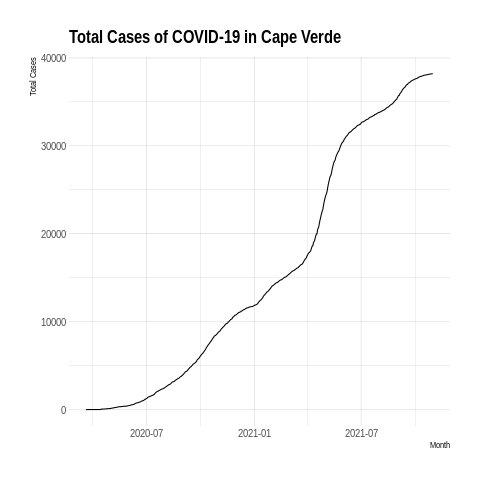 Total Cases of COVID-19 in Cape Verde
Total Cases
40000
30000
20000
10000
0
2020-07 2021-01 2021-07
Month